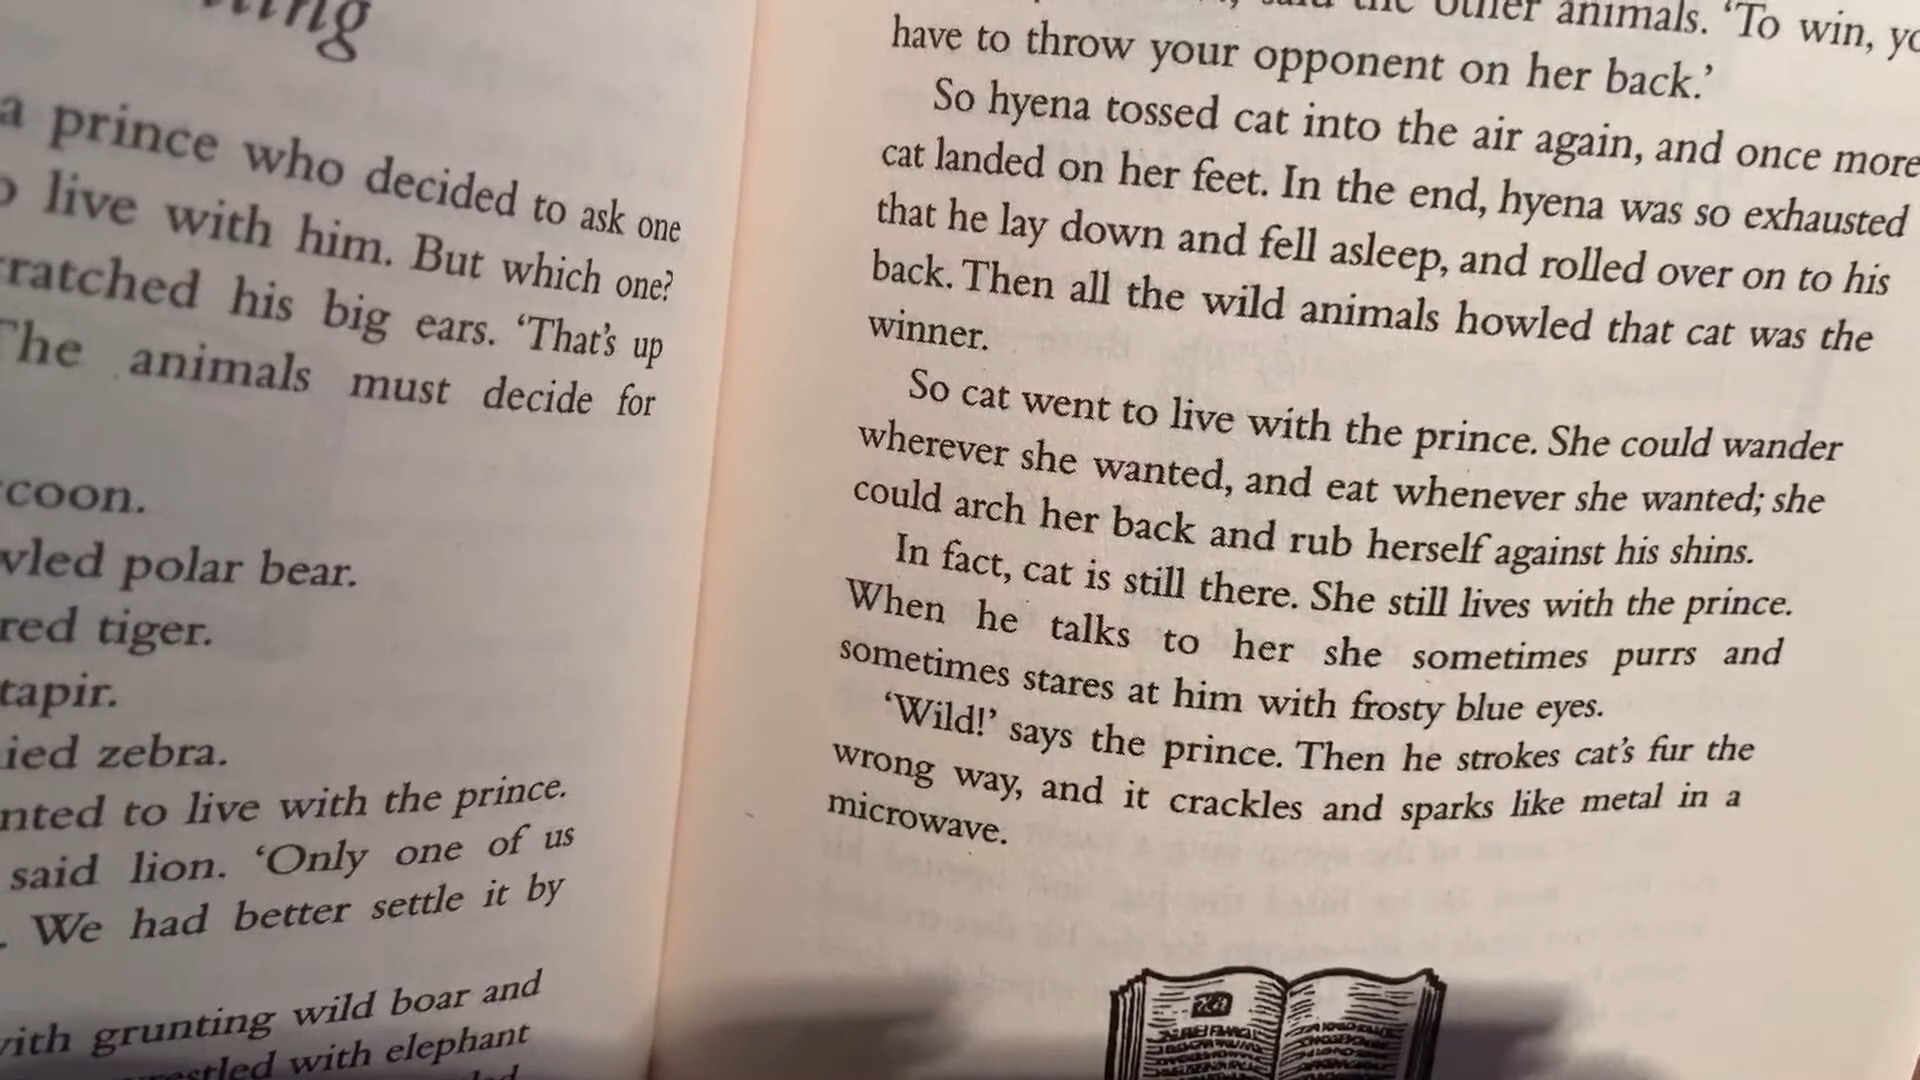 a prince who decided to ask one
live with him. But which one?
his big ears. ‘That’s up
The animals must decide for
coon.
polar bear.
red tiger.
tapir.
zebra.
to live with the prince.
said lion. ‘Only one of us
We had better settle it by
with grunting wild boar and
with elephant
the other animals. ‘To win,
have to throw your opponent on her back.’
So hyena tossed cat into the air again, and once more
cat landed on her feet. In the end, hyena was so exhausted
that he lay down and fell asleep, and rolled over on to his
back. Then all the wild animals howled that cat was the
winner.
So cat went to live with the prince. She could wander
wherever she wanted, and eat whenever she wanted; she
could arch her back and rub herself against his shins.
In fact, cat is still there. She still lives with the prince.
When he talks to her she sometimes purrs and
sometimes stares at him with frosty blue eyes.
‘Wild!’ says the prince. Then he strokes cat’s fur the
wrong way, and it crackles and sparks like metal in a
microwave.